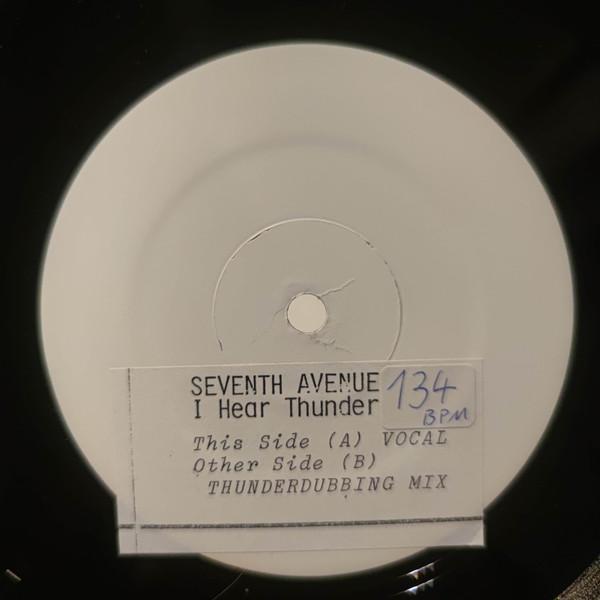 SEVENTH AVENUE
I Hear Thunder
134
BPM
This Side (A) VOCAL
Other Side (B)
THUNDERDUBBING MIX